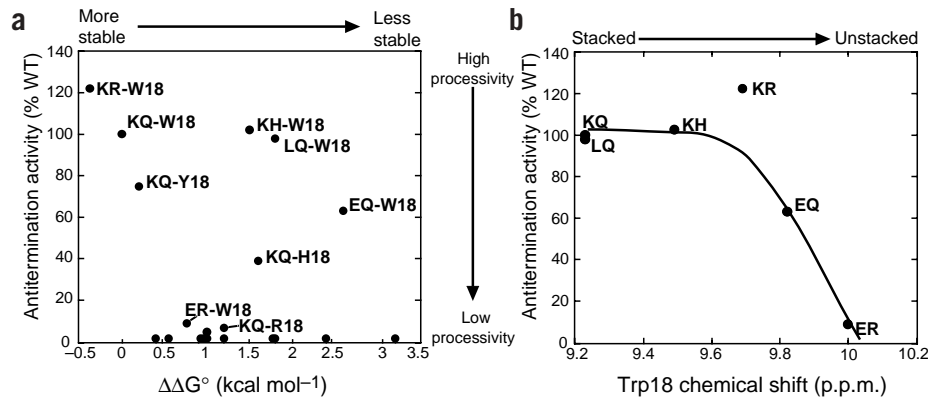 a
More
stable
Less
stable
Antitermination activity (% WT)
140
120
100
80
60
40
20
0
KR-W18
KQ-W18
KH-W18
LQ-W18
KQ-Y18
EQ-W18
KQ-H18
ER-W18
KQ-R18
–0.5 0 0.5 1 1.5 2 2.5 3 3.5
ΔΔG° (kcal mol–1)
High
processivity
Low
processivity
b
Stacked
Unstacked
Antitermination activity (% WT)
140
120
100
80
60
40
20
0
KR
KQ
KH
LQ
EQ
ER
9.2 9.4 9.6 9.8 10 10.2
Trp18 chemical shift (p.p.m.)